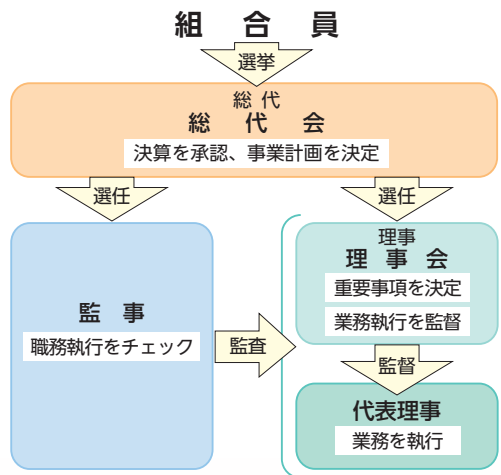 組合員
選挙
総代
総代会
決算を承認、事業計画を決定
選任
選任
監事
職務執行をチェック
監査
理事
理事会
重要事項を決定
業務執行を監督
監督
代表理事
業務を執行